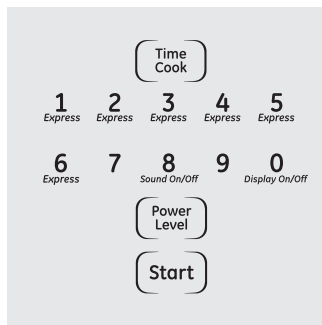 Time
Cook
1 2 3 4 5
Express Express Express Express Express
6 7 8 9 0
Express Sound On/Off Display On/Off
Power
Level
Start